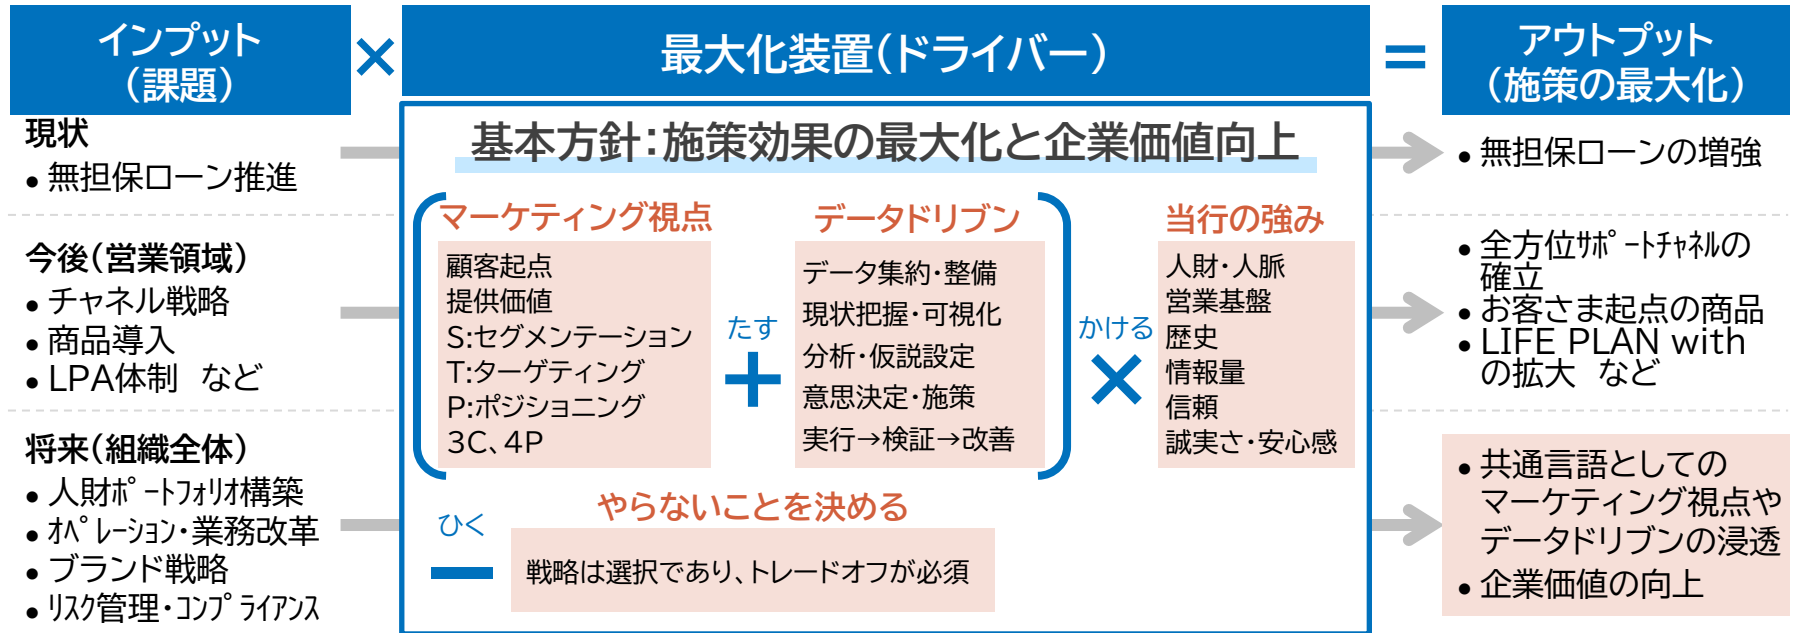 インプット
（課題）
×
最大化装置（ドライバー）
＝
アウトプット
（施策の最大化）
現状
● 無担保ローン推進
今後（営業領域）
● チャネル戦略
● 商品導入
● LPA体制　など
将来（組織全体）
● 人財ﾎﾟｰﾄﾌｫﾘｵ構築
● ｵﾍﾟﾚｰｼｮﾝ・業務改革
● ブランド戦略
● ﾘｽｸ管理・ｺﾝﾌﾟﾗｲｱﾝｽ
基本方針：施策効果の最大化と企業価値向上
マーケティング視点
顧客起点
提供価値
S:セグメンテーション
T:ターゲティング
P:ポジショニング
3C、4P
たす
＋
データドリブン
データ集約・整備
現状把握・可視化
分析・仮説設定
意思決定・施策
実行→検証→改善
かける
×
当行の強み
人財・人脈
営業基盤
歴史
情報量
信頼
誠実さ・安心感
ひく
－
やらないことを決める
戦略は選択であり、トレードオフが必須
● 無担保ローンの増強
● 全方位ｻﾎﾟｰﾄﾁｬﾈﾙの
確立
● お客さま起点の商品
● LIFE PLAN with
の拡大　など
● 共通言語としての
マーケティング視点や
データドリブンの浸透
● 企業価値の向上